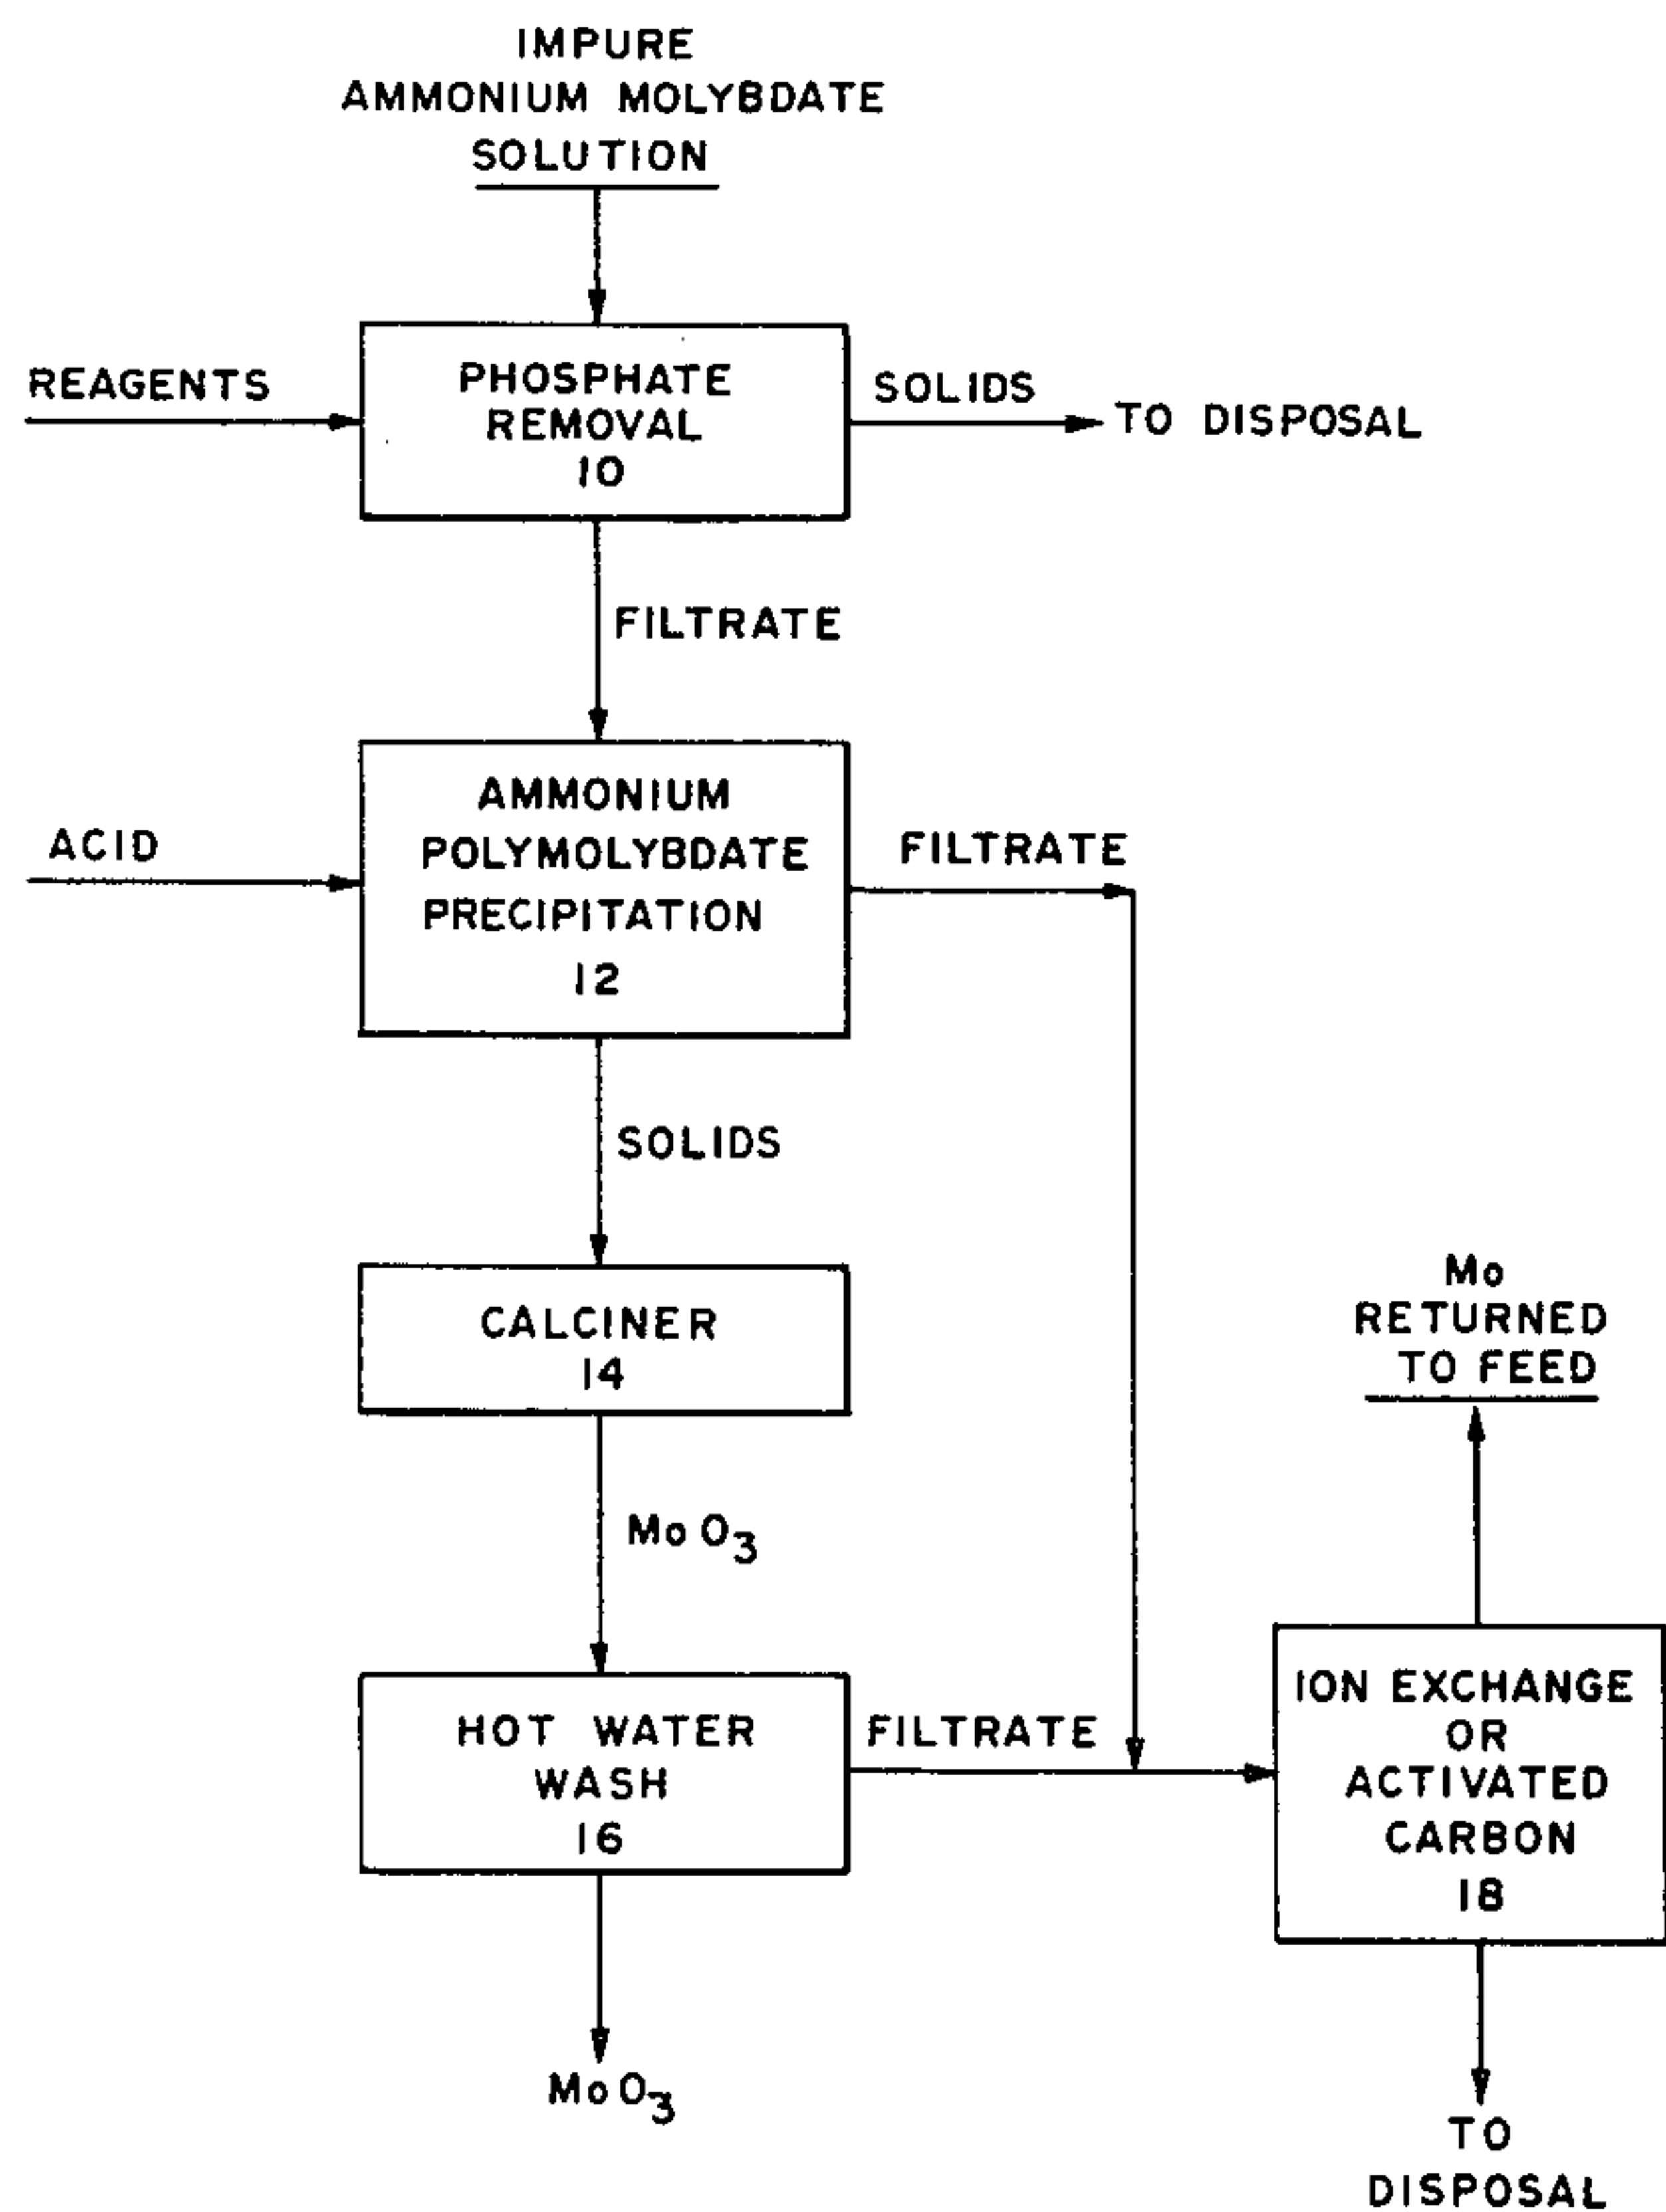 IMPURE
AMMONIUM MOLYBDATE
SOLUTION
REAGENTS
PHOSPHATE
REMOVAL
10
SOLIDS
TO DISPOSAL
FILTRATE
ACID
AMMONIUM
POLYMOLYBDATE
PRECIPITATION
12
FILTRATE
SOLIDS
CALCINER
14
Mo
RETURNED
TO FEED
MoO3
HOT WATER
WASH
16
FILTRATE
ION EXCHANGE
OR
ACTIVATED
CARBON
18
MoO3
TO
DISPOSAL